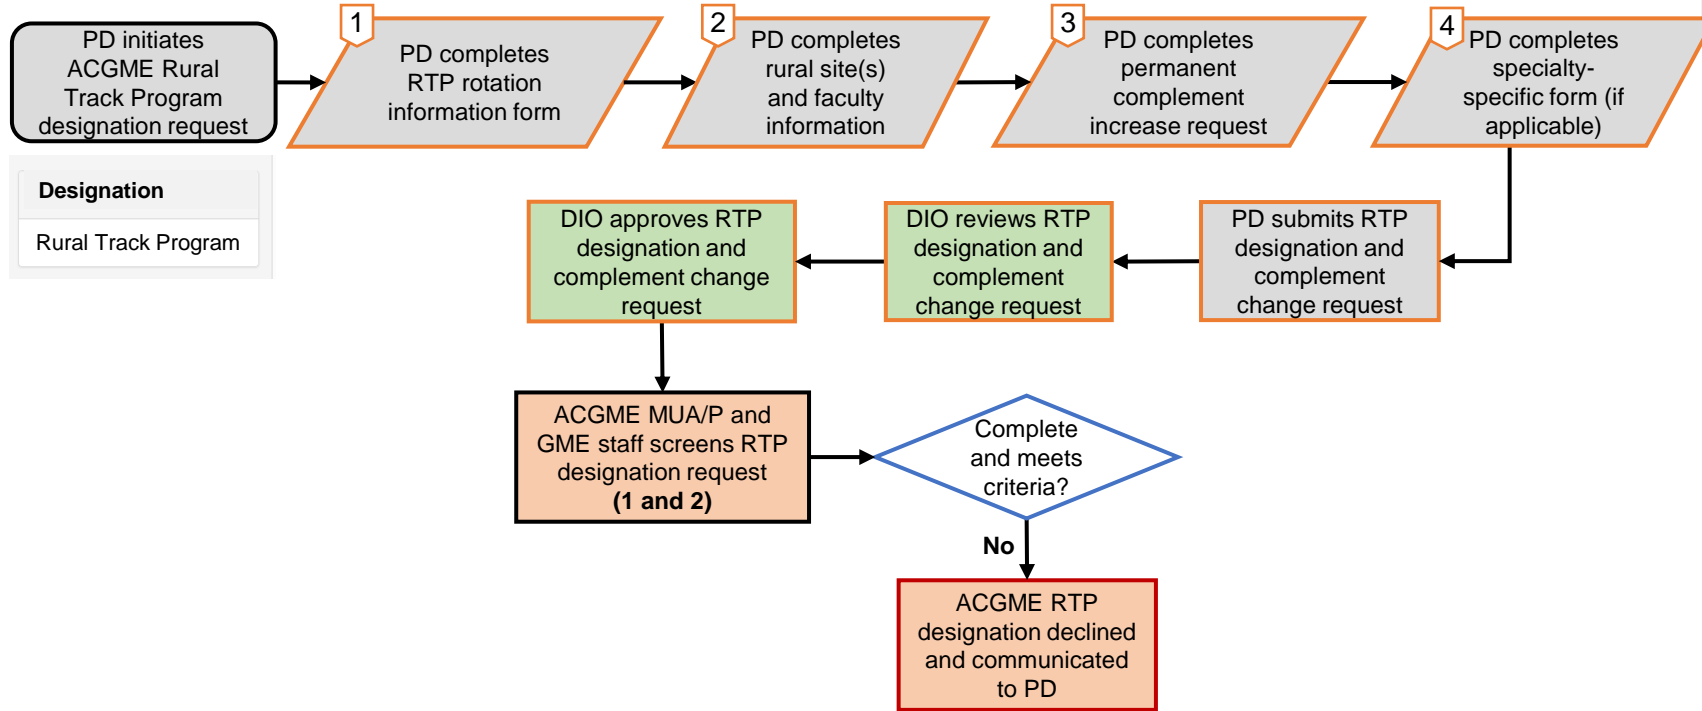 PD initiates
ACGME Rural
Track Program
designation request
1
PD completes
RTP rotation
information form
2
PD completes
rural site(s)
and faculty
information
3
PD completes
permanent
complement
increase request
4
PD completes
specialty-
specific form (if
applicable)
Designation
Rural Track Program
PD submits RTP
designation and
complement
change request
DIO reviews RTP
designation and
complement
change request
DIO approves RTP
designation and
complement change
request
ACGME MUA/P and
GME staff screens RTP
designation request
(1 and 2)
Complete
and meets
criteria?
No
ACGME RTP
designation declined
and communicated
to PD